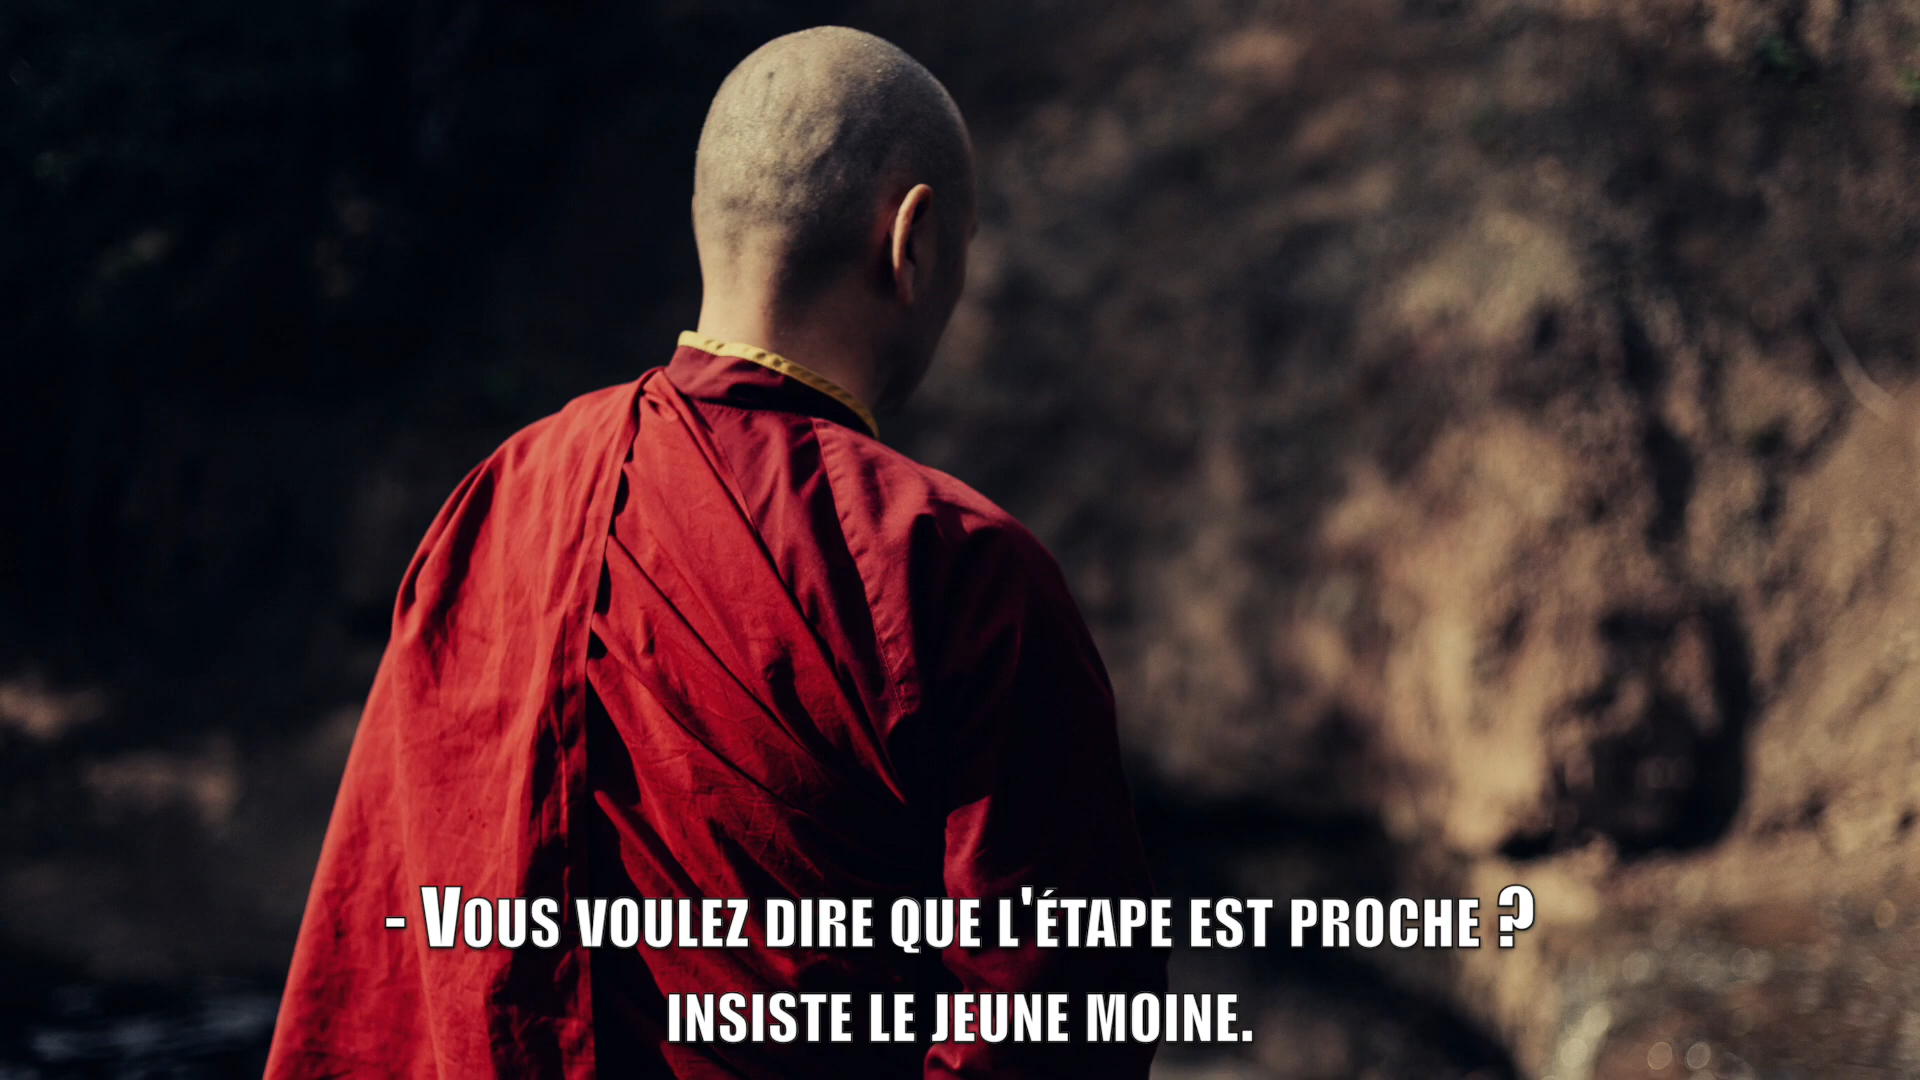 - Vous voulez dire que l'étape est proche ?
insiste le jeune moine.